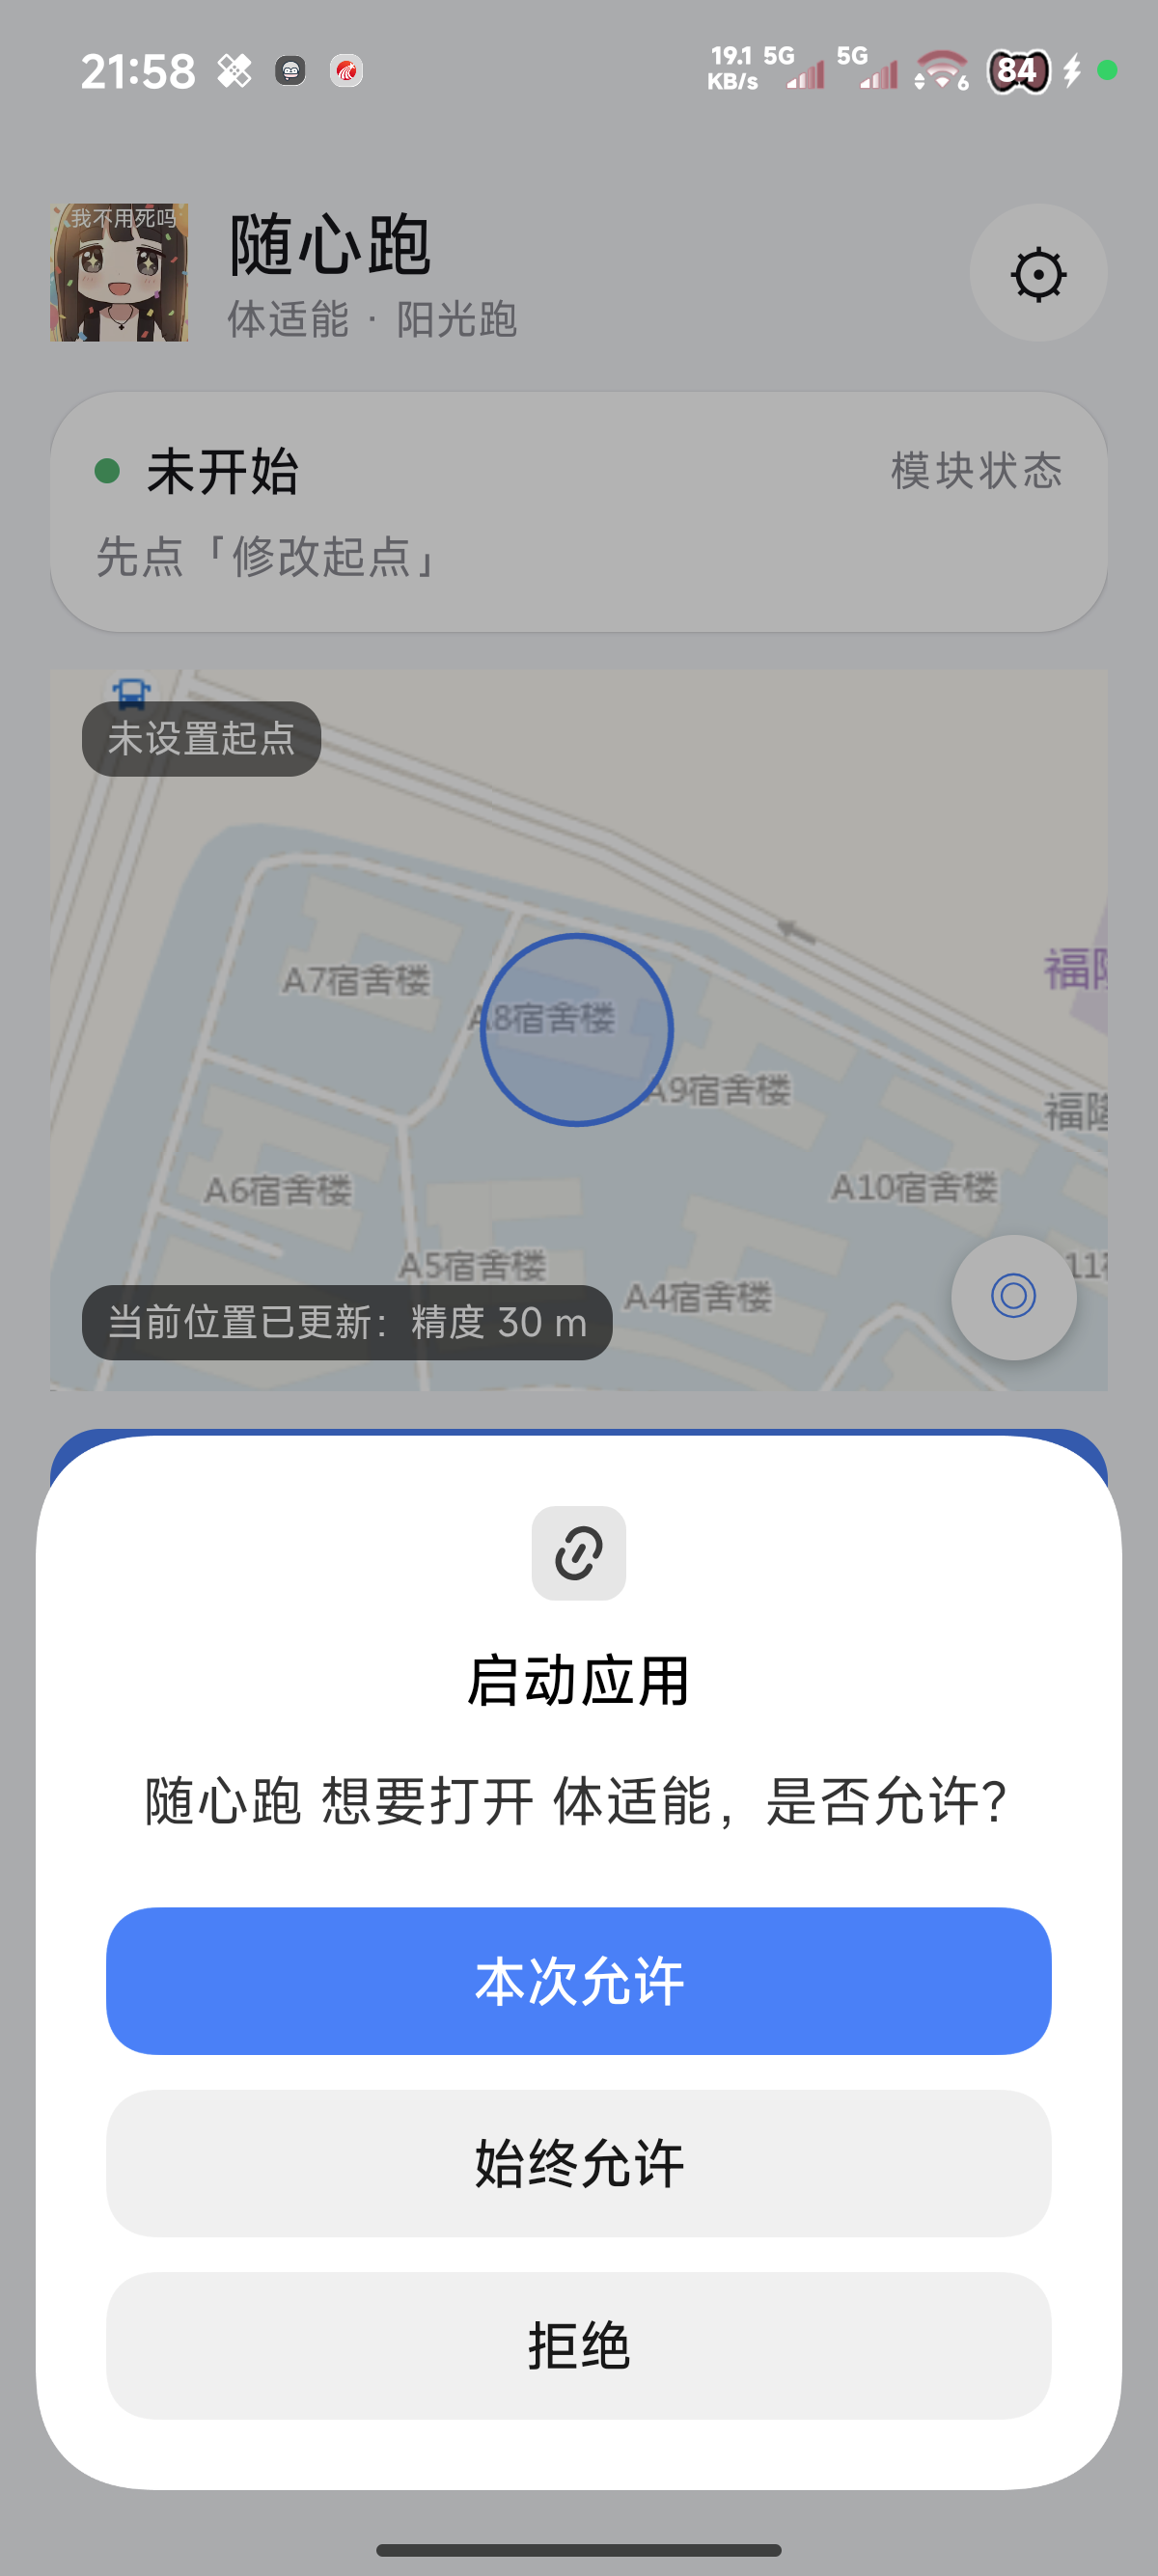 21:58
19.1 KB/s 5G 5G 6 84
我不用死吗
随心跑
体适能 · 阳光跑
未开始
模块状态
先点「修改起点」
未设置起点
A7宿舍楼
A8宿舍楼
A9宿舍楼
A6宿舍楼
A10宿舍楼
A5宿舍楼
A4宿舍楼
当前位置已更新：精度 30 m
启动应用
随心跑 想要打开 体适能，是否允许？
本次允许
始终允许
拒绝